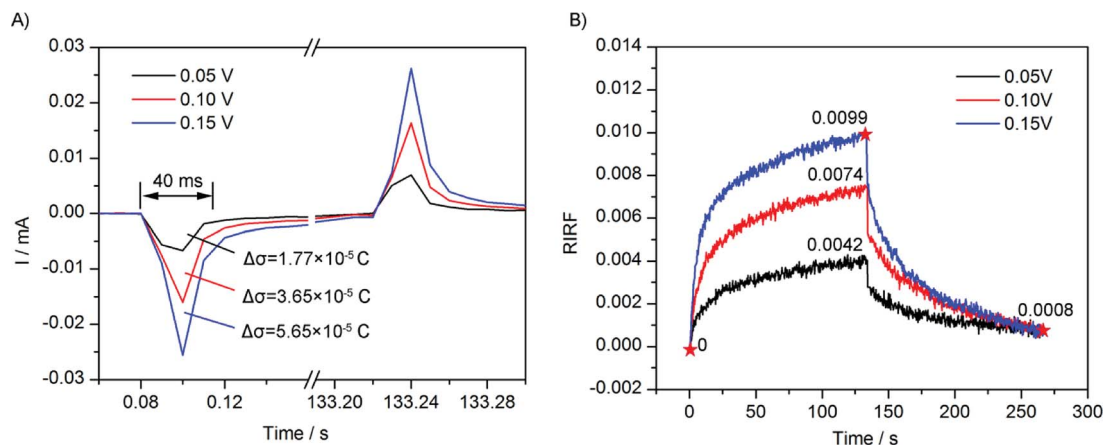 A)
0.03
0.02
0.01
0.00
-0.01
-0.02
-0.03
I / mA
0.05 V
0.10 V
0.15 V
40 ms
Δσ=1.77×10⁻⁵ C
Δσ=3.65×10⁻⁵ C
Δσ=5.65×10⁻⁵ C
0.08 0.12 133.20 133.24 133.28
Time / s
B)
0.014
0.012
0.010
0.008
0.006
0.004
0.002
0.000
-0.002
RIRF
0.05V
0.10V
0.15V
0.0099
0.0074
0.0042
0.0008
0
0 50 100 150 200 250 300
Time / s